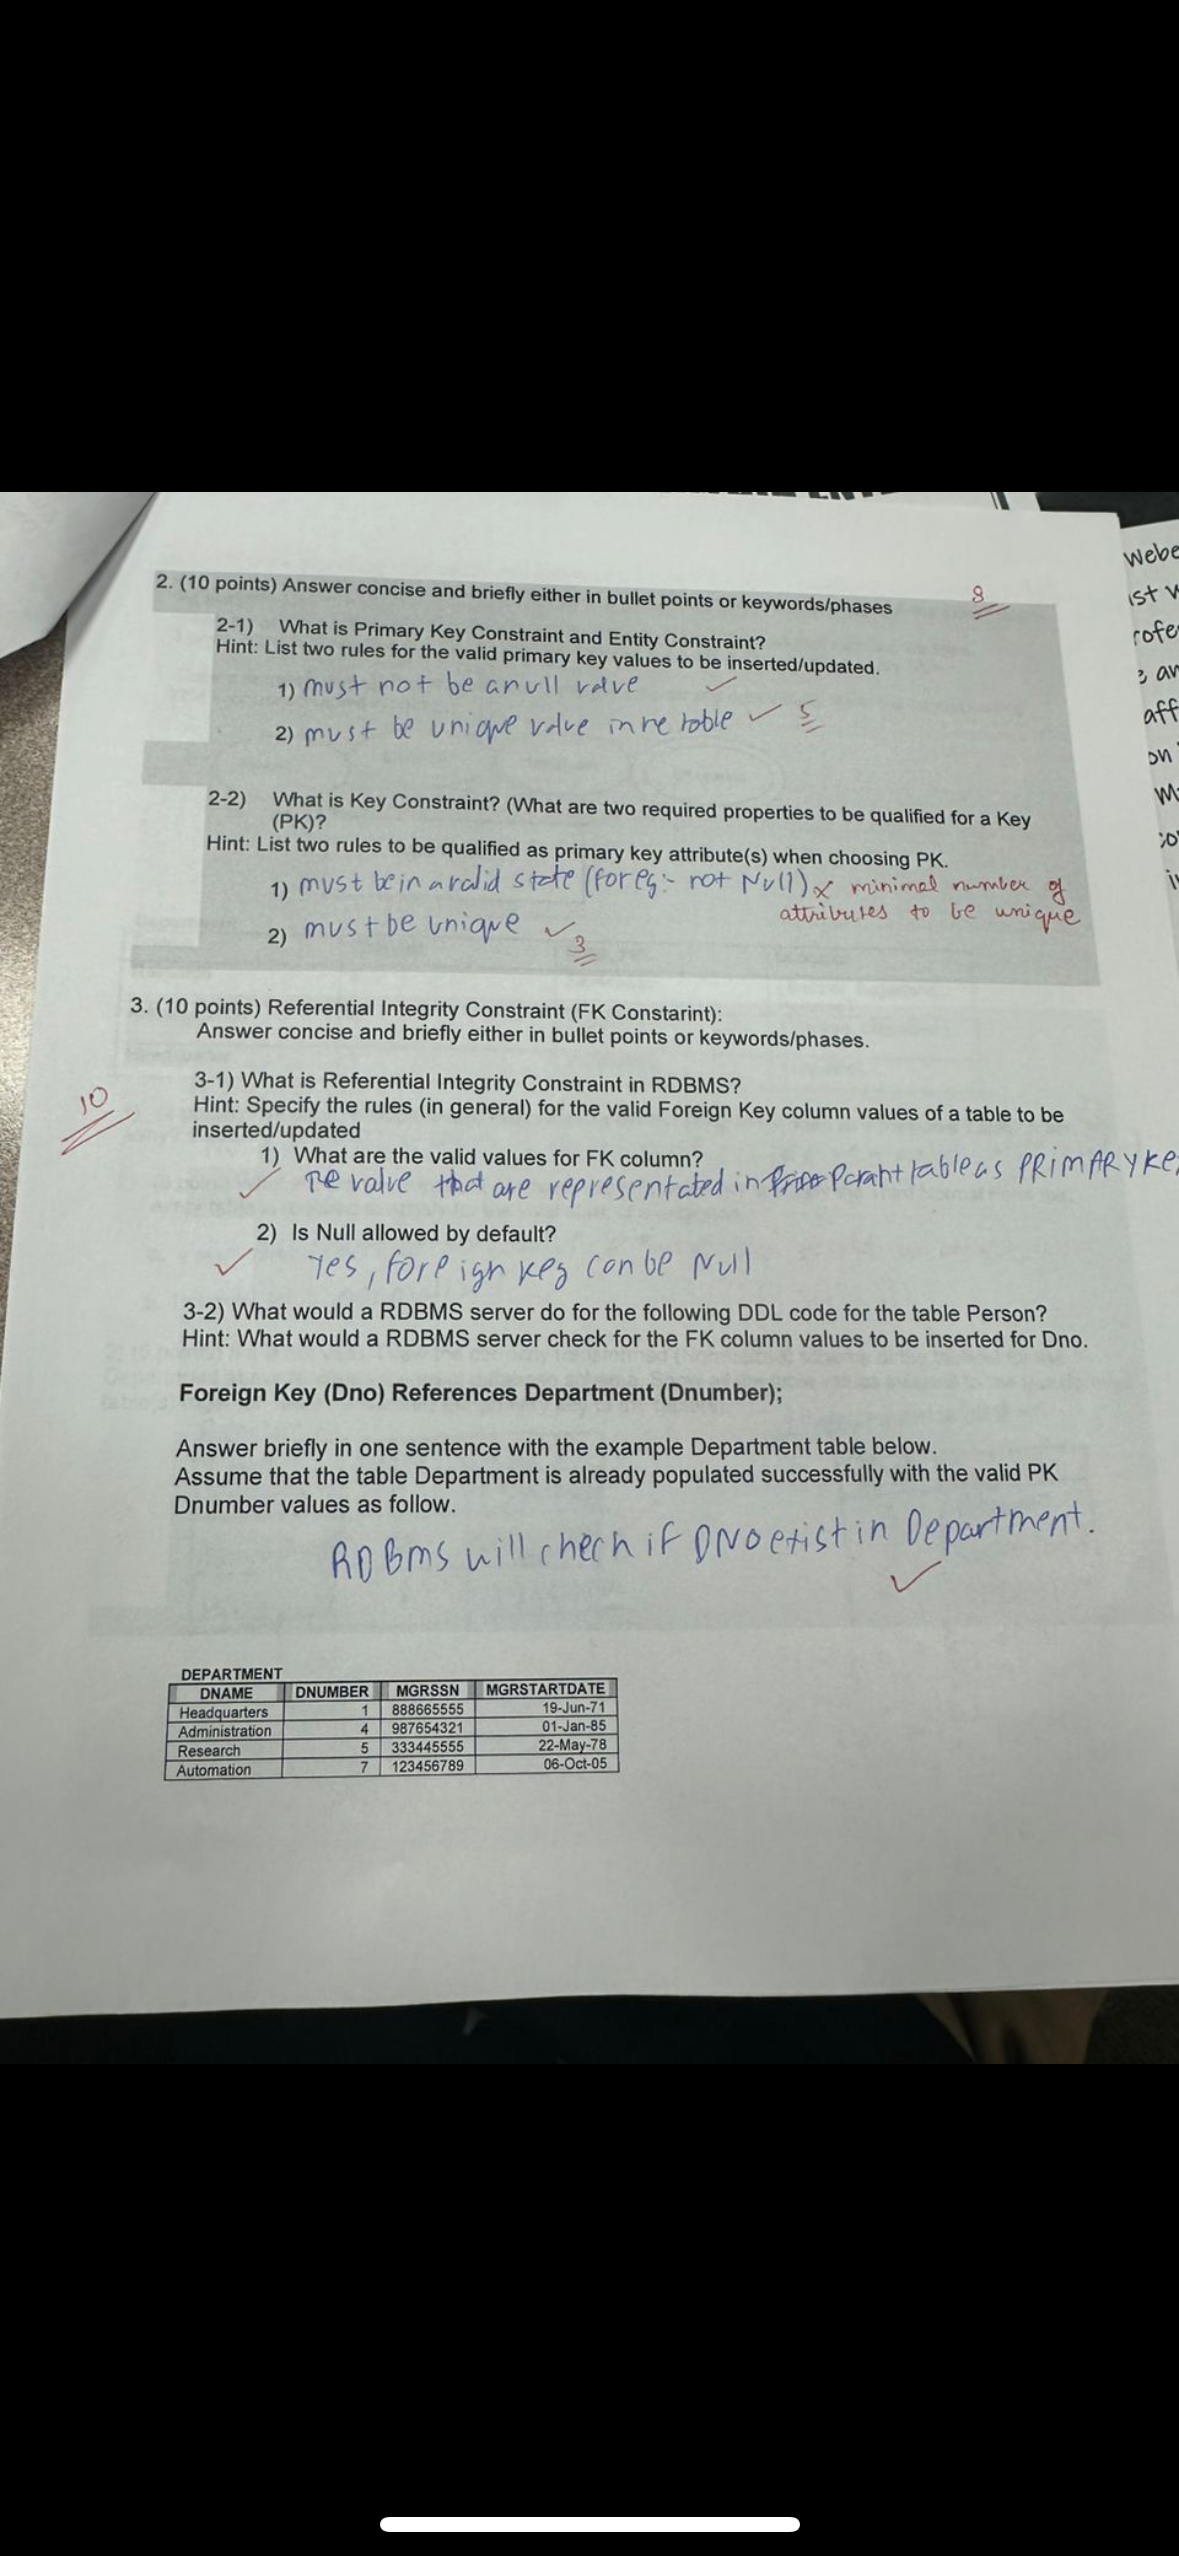 2. (10 points) Answer concise and briefly either in bullet points or keywords/phases
8
2-1) What is Primary Key Constraint and Entity Constraint?
Hint: List two rules for the valid primary key values to be inserted/updated.
1) must not be a null valve
2) must be unique valve in table
5
2-2) What is Key Constraint? (What are two required properties to be qualified for a Key
(PK)?
Hint: List two rules to be qualified as primary key attribute(s) when choosing PK.
1) must be in a valid state (for eg:- not Null) x minimal number of
attributes to be unique
2) must be unique
3
3. (10 points) Referential Integrity Constraint (FK Constarint):
Answer concise and briefly either in bullet points or keywords/phases.
10
3-1) What is Referential Integrity Constraint in RDBMS?
Hint: Specify the rules (in general) for the valid Foreign Key column values of a table to be
inserted/updated
1) What are the valid values for FK column?
value that are representated in table as PRIMARY KE
2) Is Null allowed by default?
Yes, foreign key can be Null
3-2) What would a RDBMS server do for the following DDL code for the table Person?
Hint: What would a RDBMS server check for the FK column values to be inserted for Dno.
Foreign Key (Dno) References Department (Dnumber);
Answer briefly in one sentence with the example Department table below.
Assume that the table Department is already populated successfully with the valid PK
Dnumber values as follow.
RDBMS will check if DNO exist in Department.
DEPARTMENT
DNAME DNUMBER MGRSSN MGRSTARTDATE
Headquarters 1 888665555 19-Jun-71
Administration 4 987654321 01-Jan-85
Research 5 333445555 22-May-78
Automation 7 123456789 06-Oct-05
webe
ist
rofe
aff
on